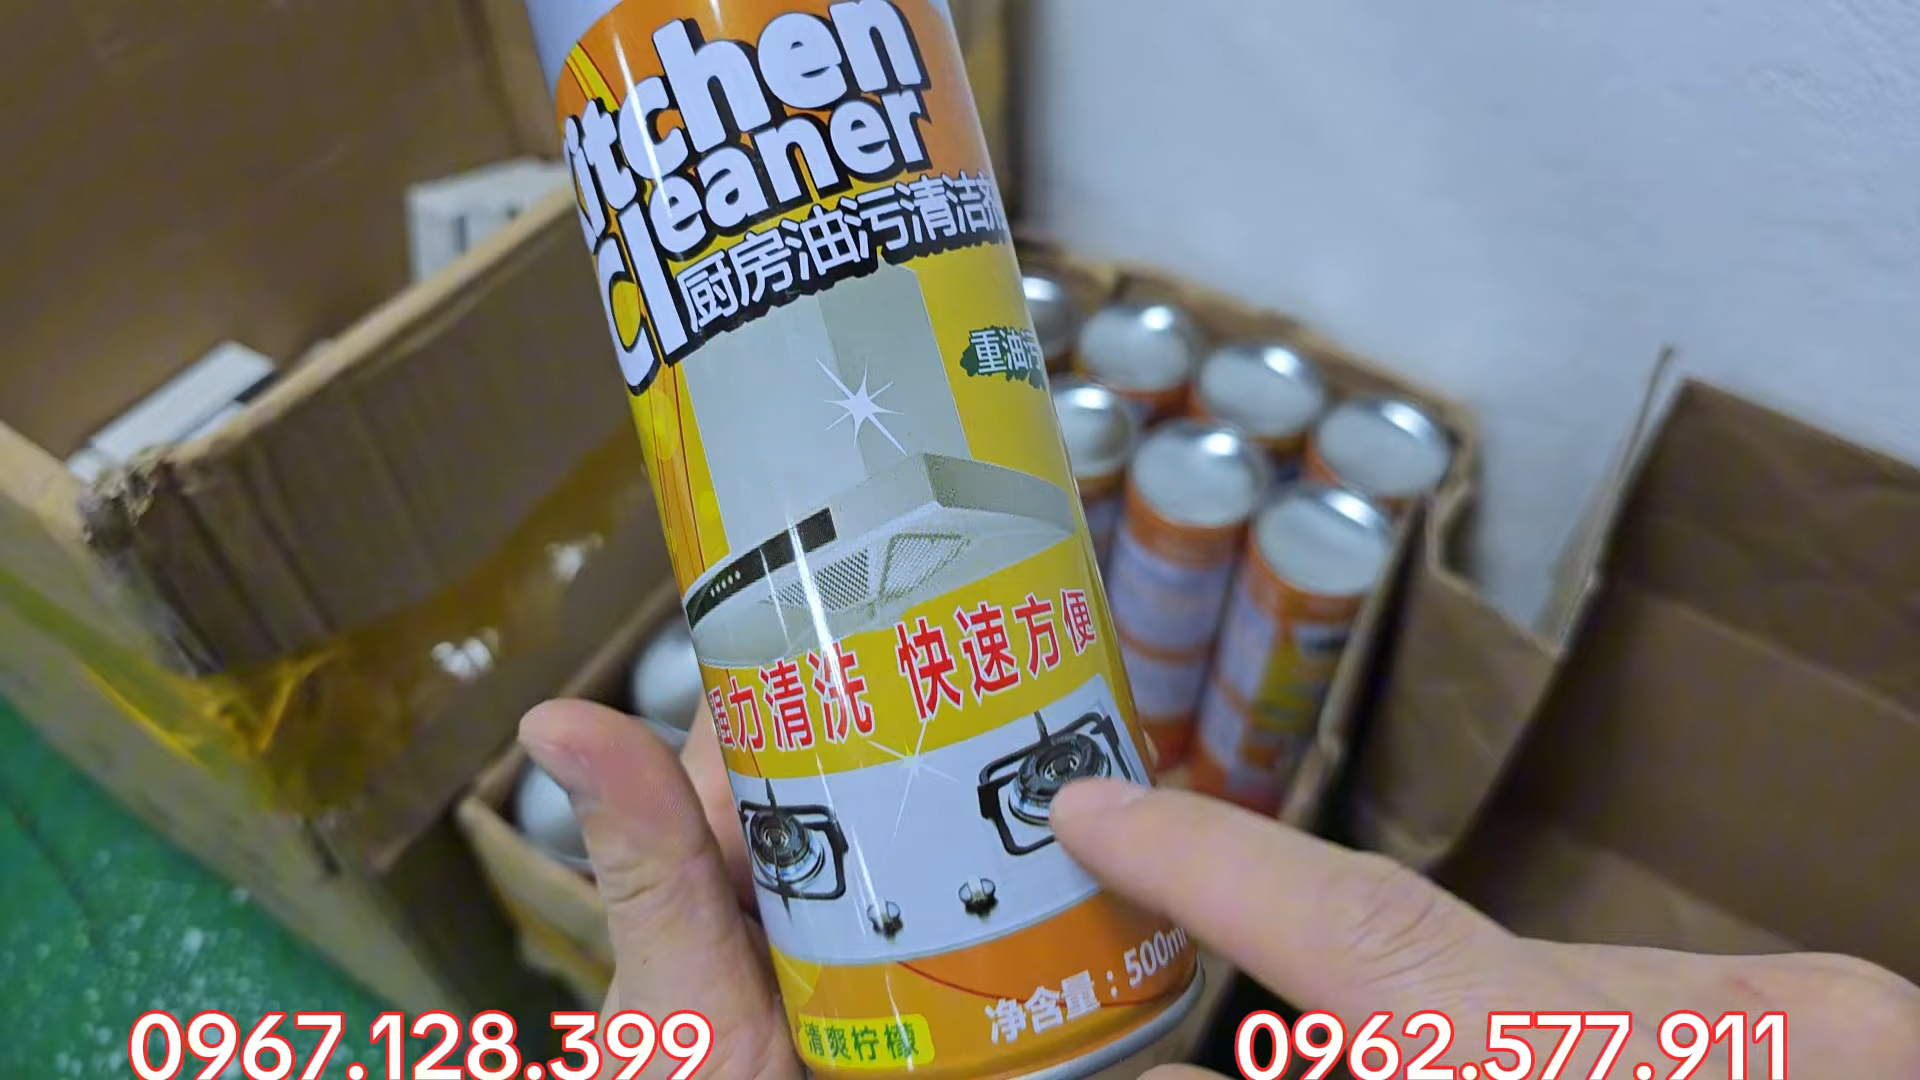 Kitchen
Cleaner
厨房油污清洁剂
重油污
强力清洗 快速方便
净含量：500ml
清爽柠檬
0967.128.399
0962.577.911